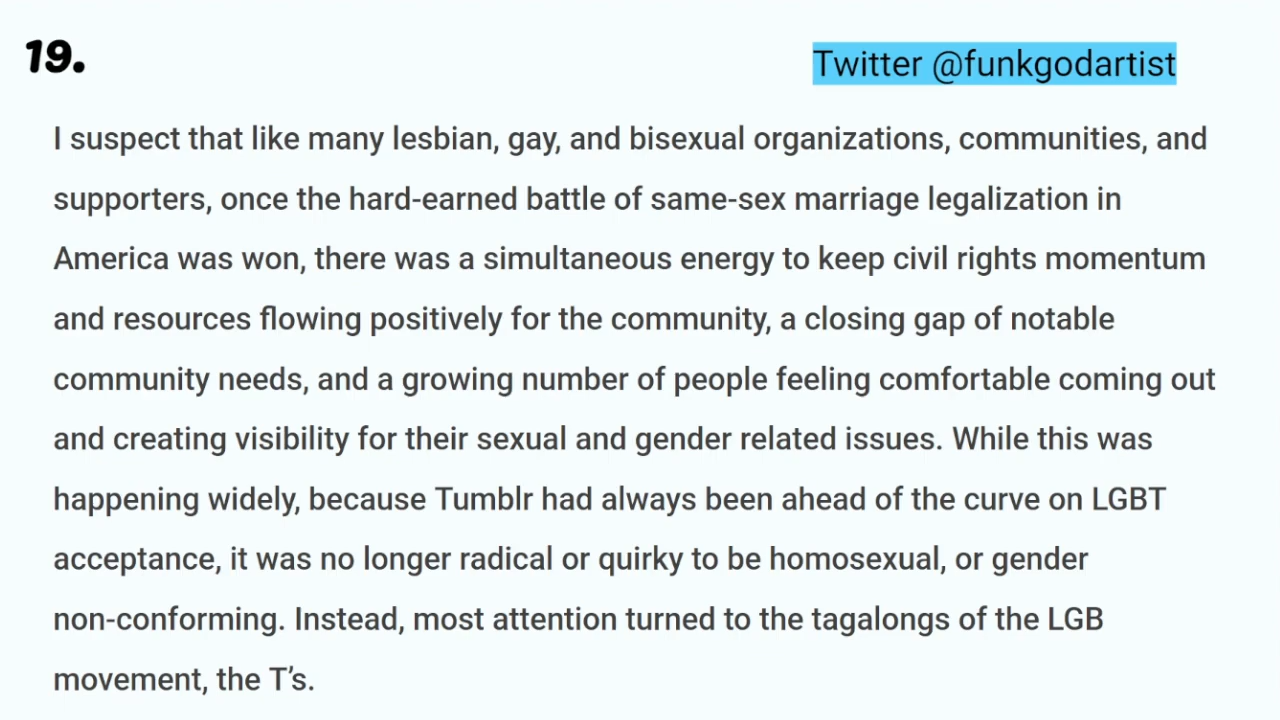 19.
Twitter @funkgodartist
I suspect that like many lesbian, gay, and bisexual organizations, communities, and
supporters, once the hard-earned battle of same-sex marriage legalization in
America was won, there was a simultaneous energy to keep civil rights momentum
and resources flowing positively for the community, a closing gap of notable
community needs, and a growing number of people feeling comfortable coming out
and creating visibility for their sexual and gender related issues. While this was
happening widely, because Tumblr had always been ahead of the curve on LGBT
acceptance, it was no longer radical or quirky to be homosexual, or gender
non-conforming. Instead, most attention turned to the tagalongs of the LGB
movement, the T’s.